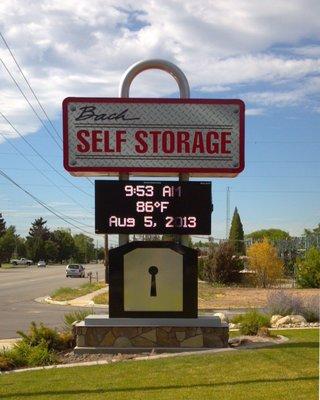 Bach
SELF STORAGE
9:53 AM
86°F
Aug 5, 2013